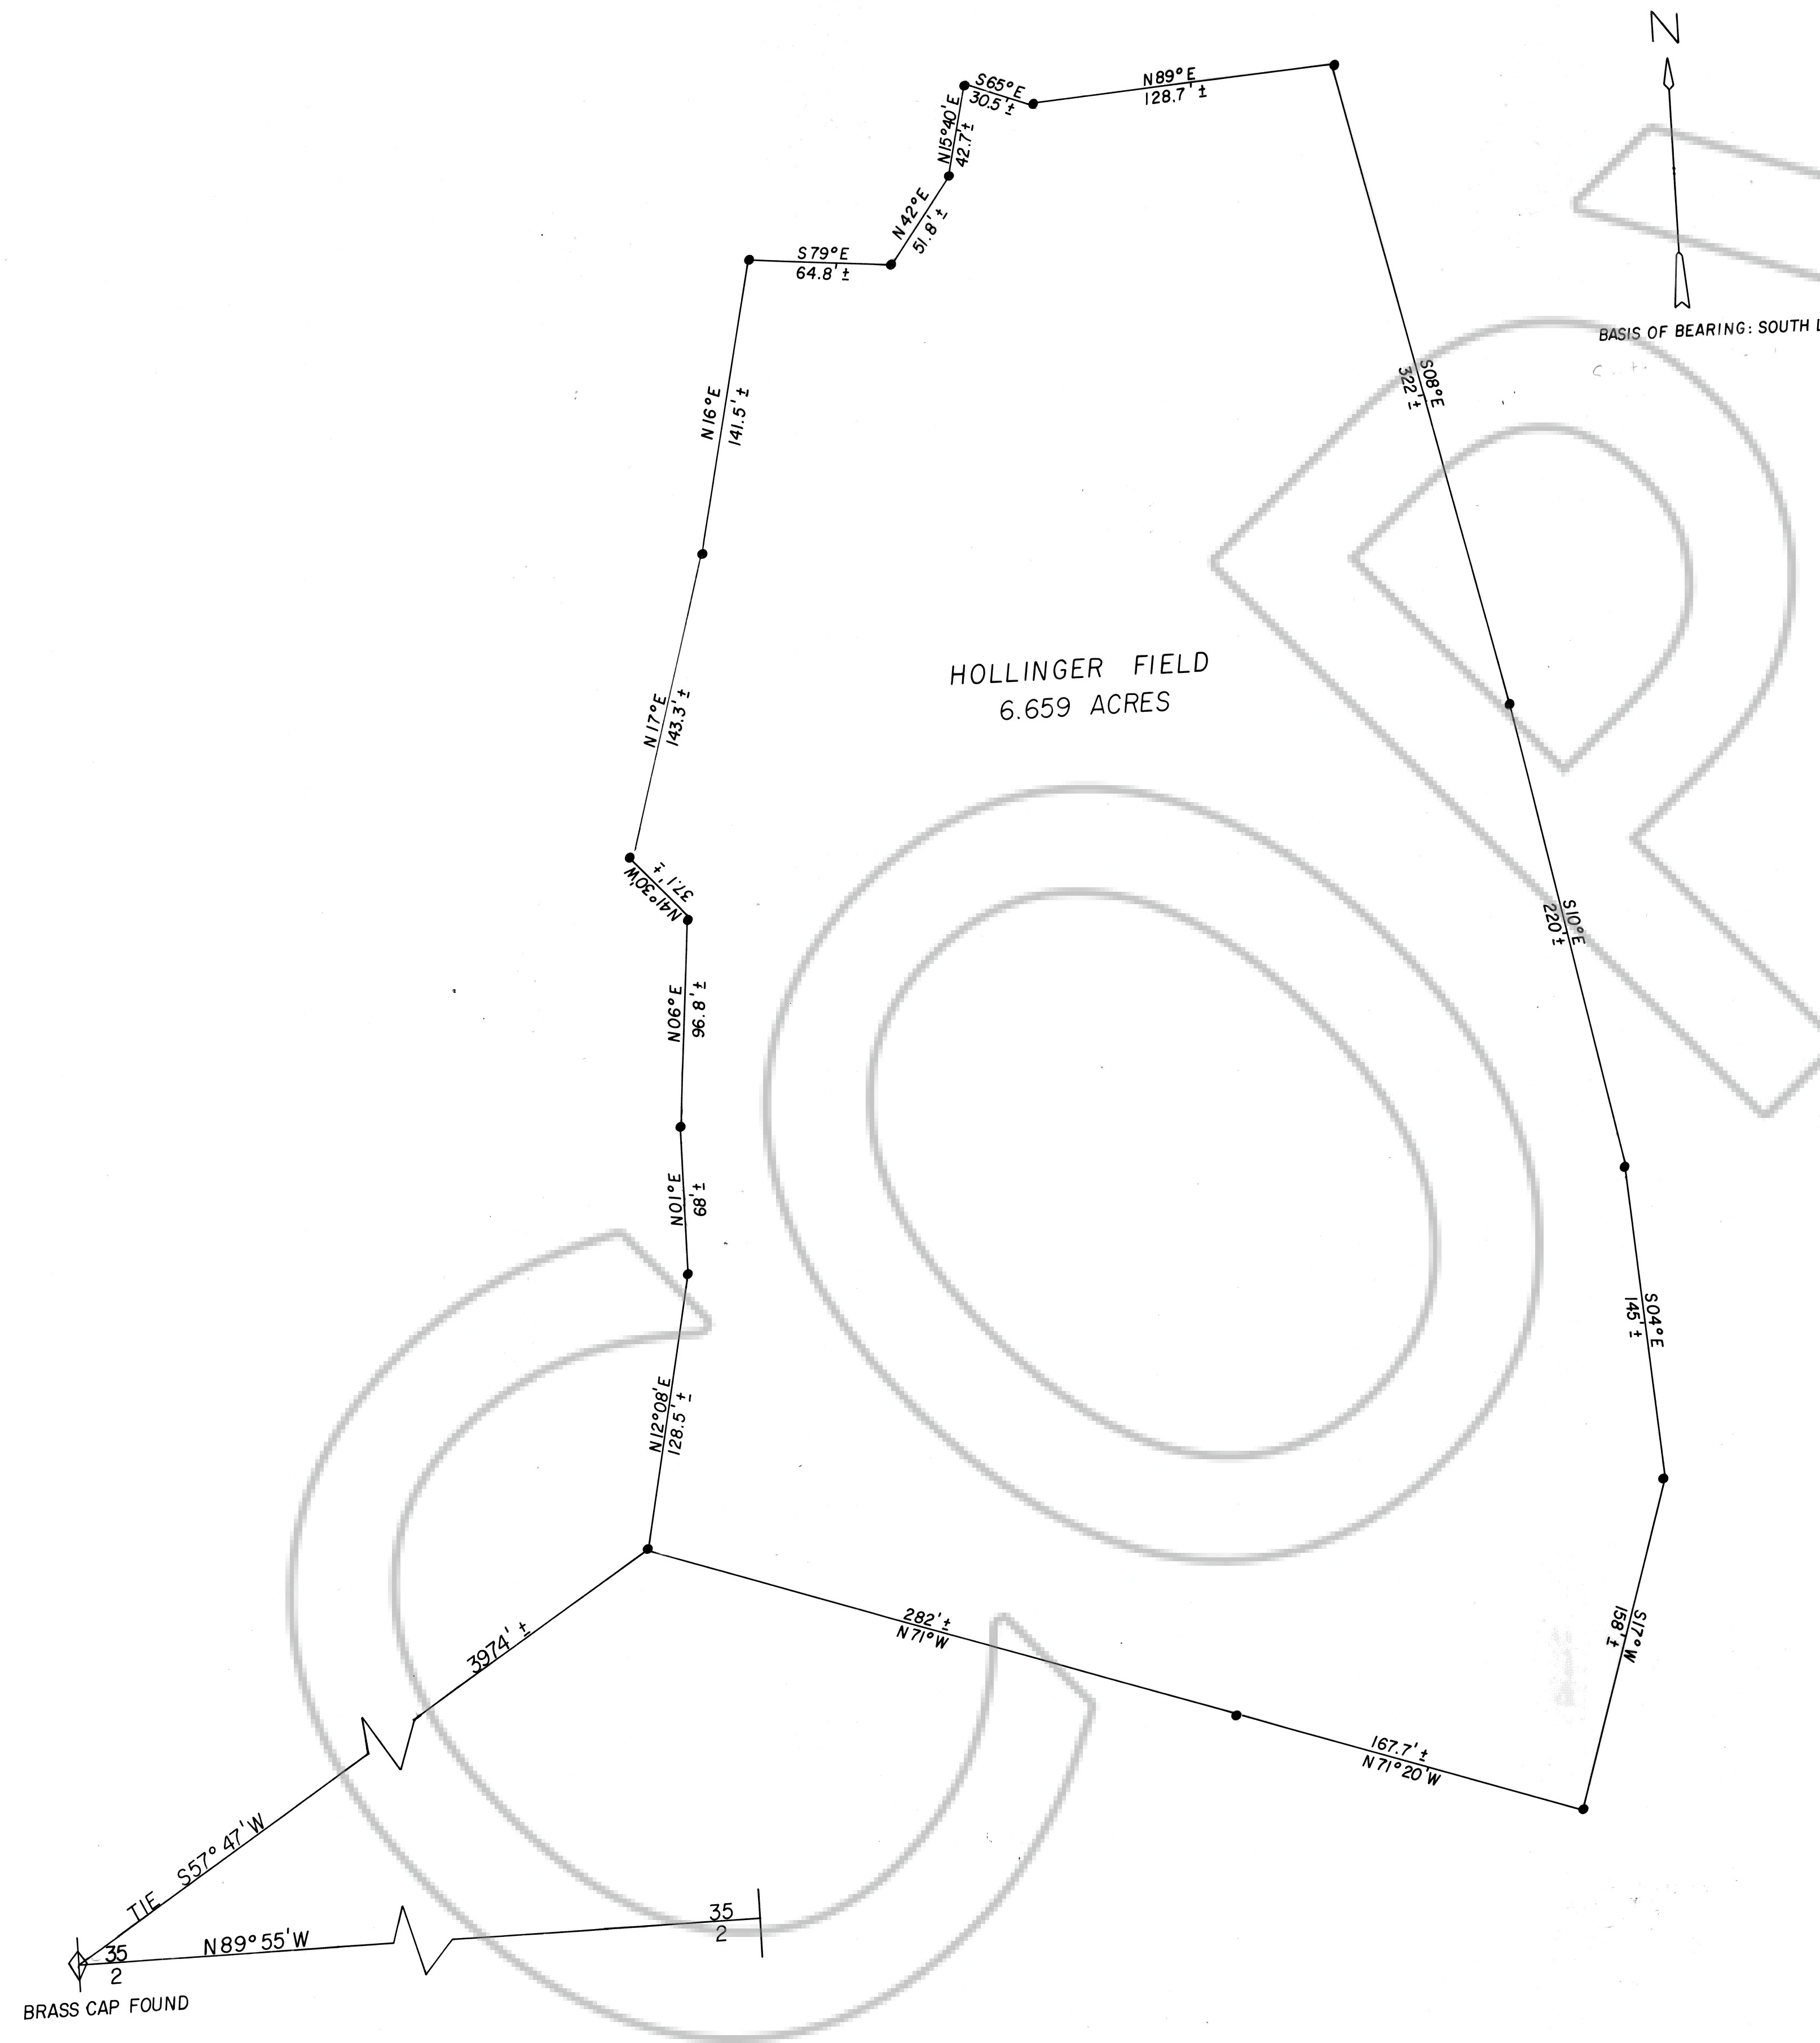 N
S65°E
30.5'±
N89°E
128.7'±
N15°40'E
42.7'±
N42°E
51.8'±
S79°E
64.8'±
BASIS OF BEARING: SOUTH L
S08°E
322'±
N16°E
141.5'±
HOLLINGER FIELD
6.659 ACRES
N17°E
143.3'±
37.1'±
N41°30'W
S10°E
220'±
N06°E
96.8'±
N01°E
68'±
S04°E
145'±
N12°08'E
128.5'±
282'±
N71°W
S17°W
158'±
3974'±
167.7'±
N71°20'W
TIE S57°47'W
35
2
N89°55'W
35
2
BRASS CAP FOUND
COP